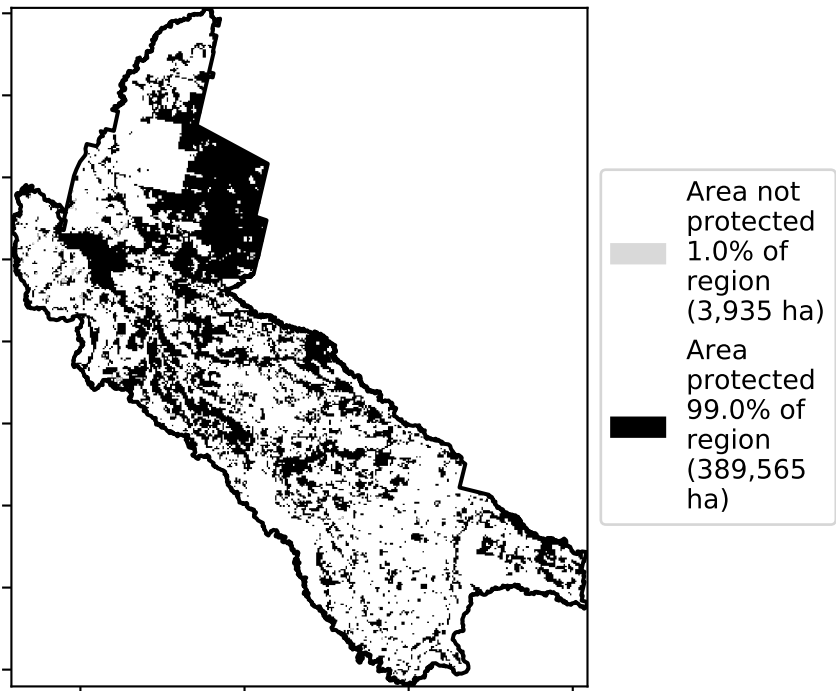 Area not
protected
1.0% of
region
(3,935 ha)
Area
protected
99.0% of
region
(389,565
ha)